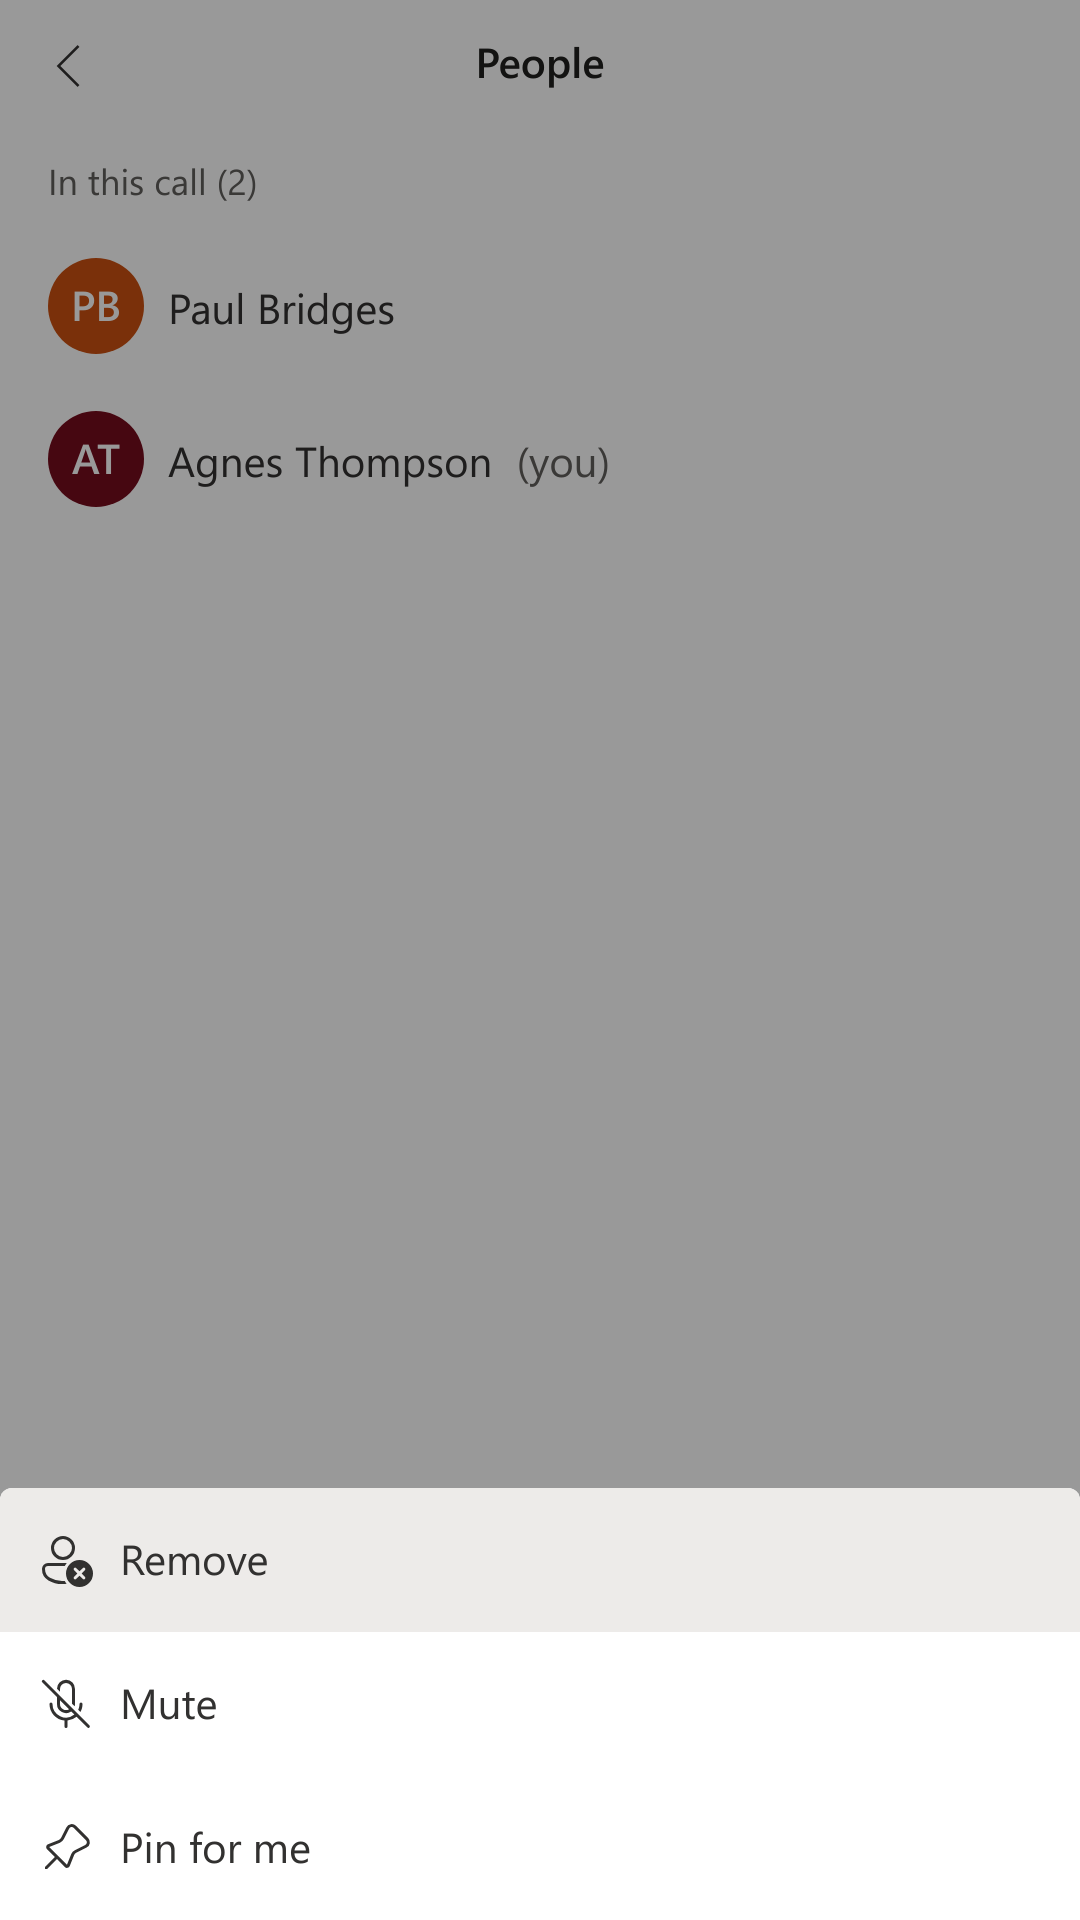 People
In this call (2)
PB Paul Bridges
AT Agnes Thompson (you)
Remove
Mute
Pin for me